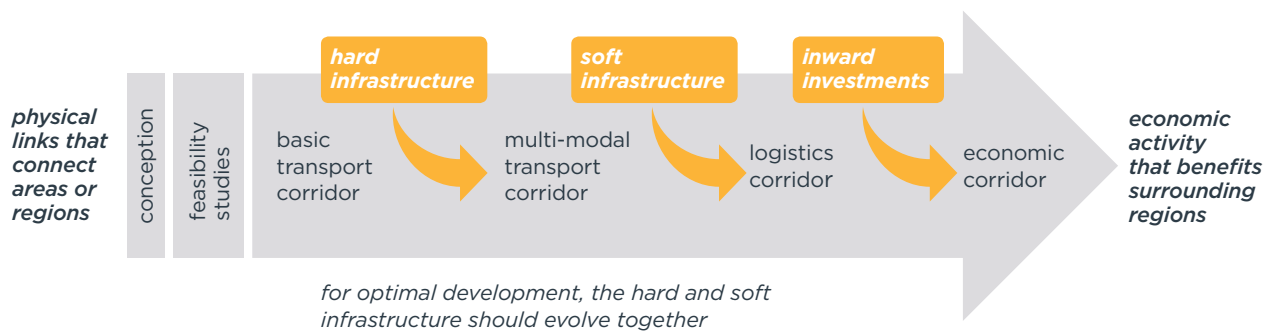 physical
links that
connect
areas or
regions
conception
feasibility
studies
hard
infrastructure
basic
transport
corridor
soft
infrastructure
multi-modal
transport
corridor
inward
investments
logistics
corridor
economic
corridor
economic
activity
that benefits
surrounding
regions
for optimal development, the hard and soft
infrastructure should evolve together